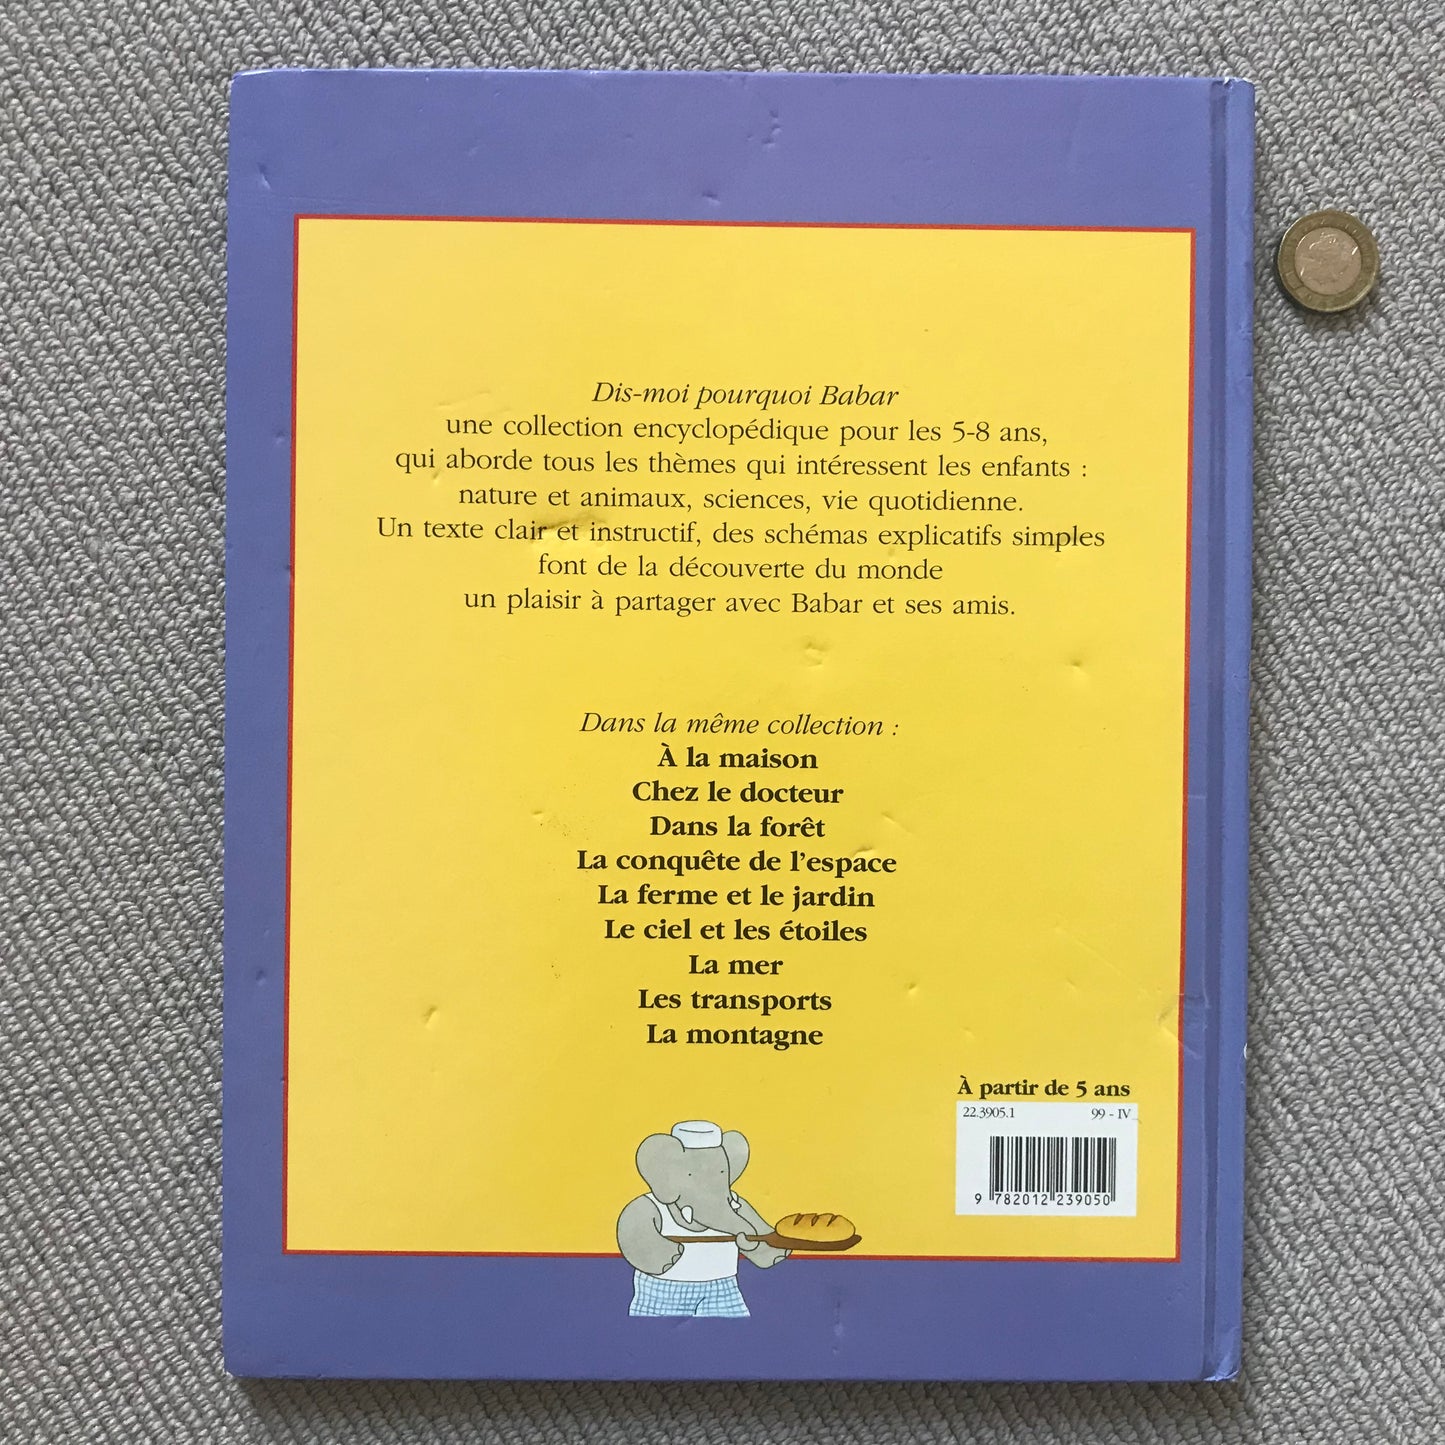 Dis-moi pourquoi Babar
une collection encyclopédique pour les 5-8 ans,
qui aborde tous les thèmes qui intéressent les enfants :
nature et animaux, sciences, vie quotidienne.
Un texte clair et instructif, des schémas explicatifs simples
font de la découverte du monde
un plaisir à partager avec Babar et ses amis.
Dans la même collection :
À la maison
Chez le docteur
Dans la forêt
La conquête de l'espace
La ferme et le jardin
Le ciel et les étoiles
La mer
Les transports
La montagne
À partir de 5 ans
22.3905.1 99 - IV
9 782012 239050